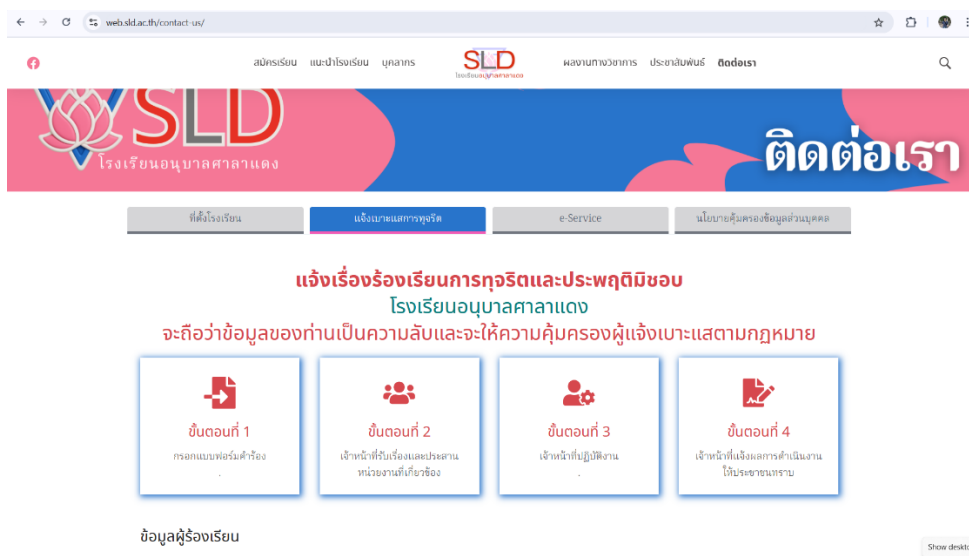 web.sld.ac.th/contact-us/
สมัครเรียน แนะนำโรงเรียน บุคลากร SLD ผลงานทางวิชาการ ประชาสัมพันธ์ ติดต่อเรา
โรงเรียนอนุบาลศาลาแดง
SLD
โรงเรียนอนุบาลศาลาแดง
ติดต่อเรา
ที่ตั้งโรงเรียน แจ้งเบาะแสการทุจริต e-Service นโยบายคุ้มครองข้อมูลส่วนบุคคล
แจ้งเรื่องร้องเรียนการทุจริตและประพฤติมิชอบ
โรงเรียนอนุบาลศาลาแดง
จะถือว่าข้อมูลของท่านเป็นความลับและจะให้ความคุ้มครองผู้แจ้งเบาะแสตามกฎหมาย
ขั้นตอนที่ 1
กรอกแบบฟอร์มคำร้อง
.
ขั้นตอนที่ 2
เจ้าหน้าที่รับเรื่องและประสาน
หน่วยงานที่เกี่ยวข้อง
ขั้นตอนที่ 3
เจ้าหน้าที่ปฏิบัติงาน
.
ขั้นตอนที่ 4
เจ้าหน้าที่แจ้งผลการดำเนินงาน
ให้ประชาชนทราบ
ข้อมูลผู้ร้องเรียน
Show deskto